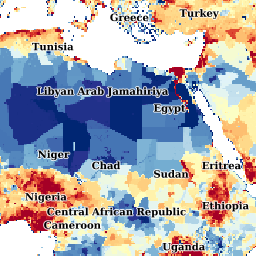 Greece
Turkey
Tunisia
Libyan Arab Jamahiriya
Egypt
Niger
Chad
Sudan
Eritrea
Nigeria
Central African Republic
Ethiopia
Cameroon
Uganda